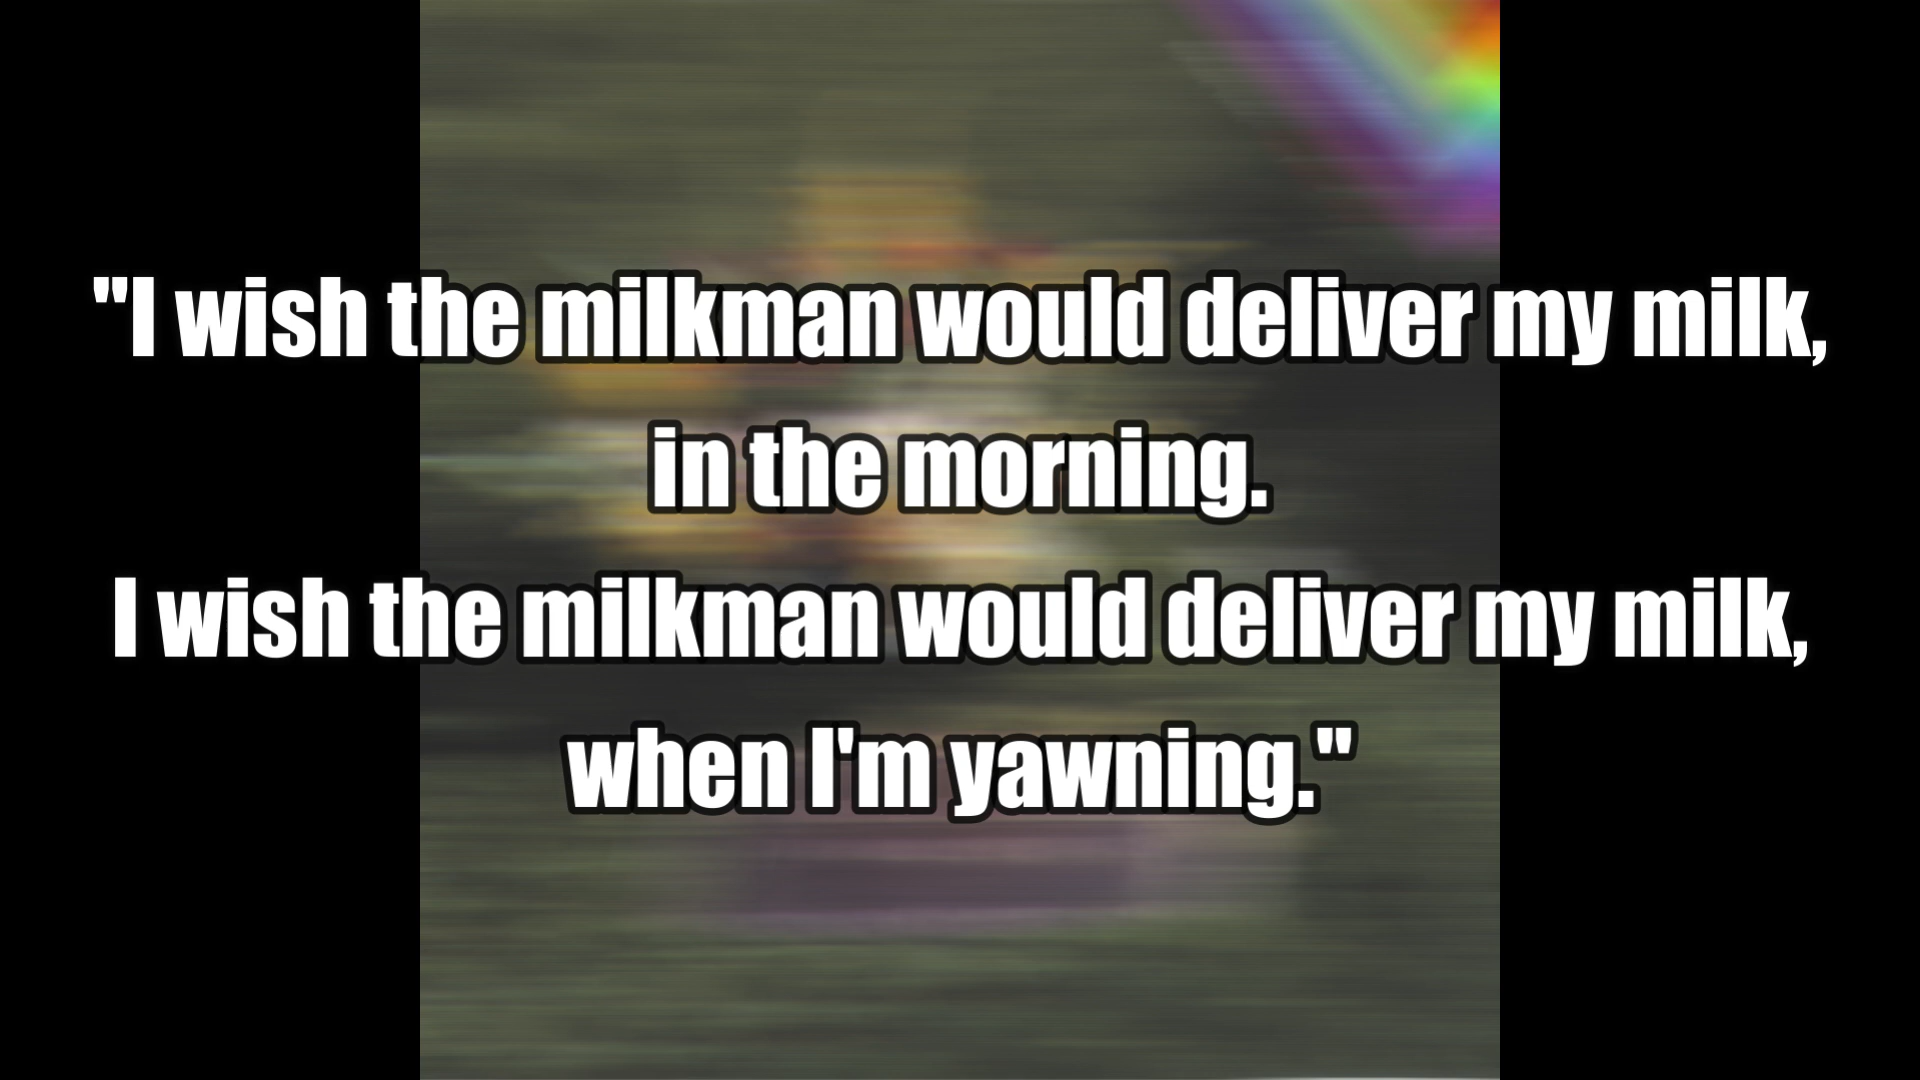 "I wish the milkman would deliver my milk,
in the morning.
I wish the milkman would deliver my milk,
when I'm yawning."